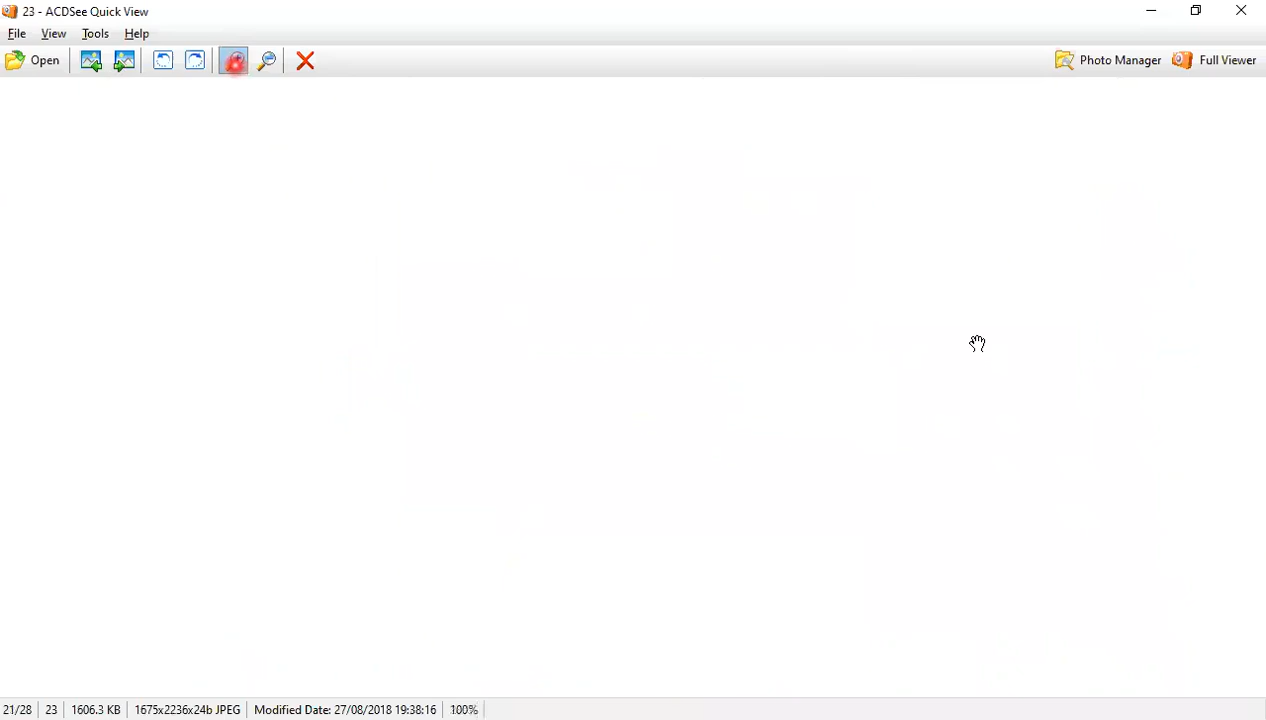 23 - ACDSee Quick View
File View Tools Help
Open Photo Manager Full Viewer
21/28 23 1606.3 KB 1675x2236x24b JPEG Modified Date: 27/08/2018 19:38:16 100%